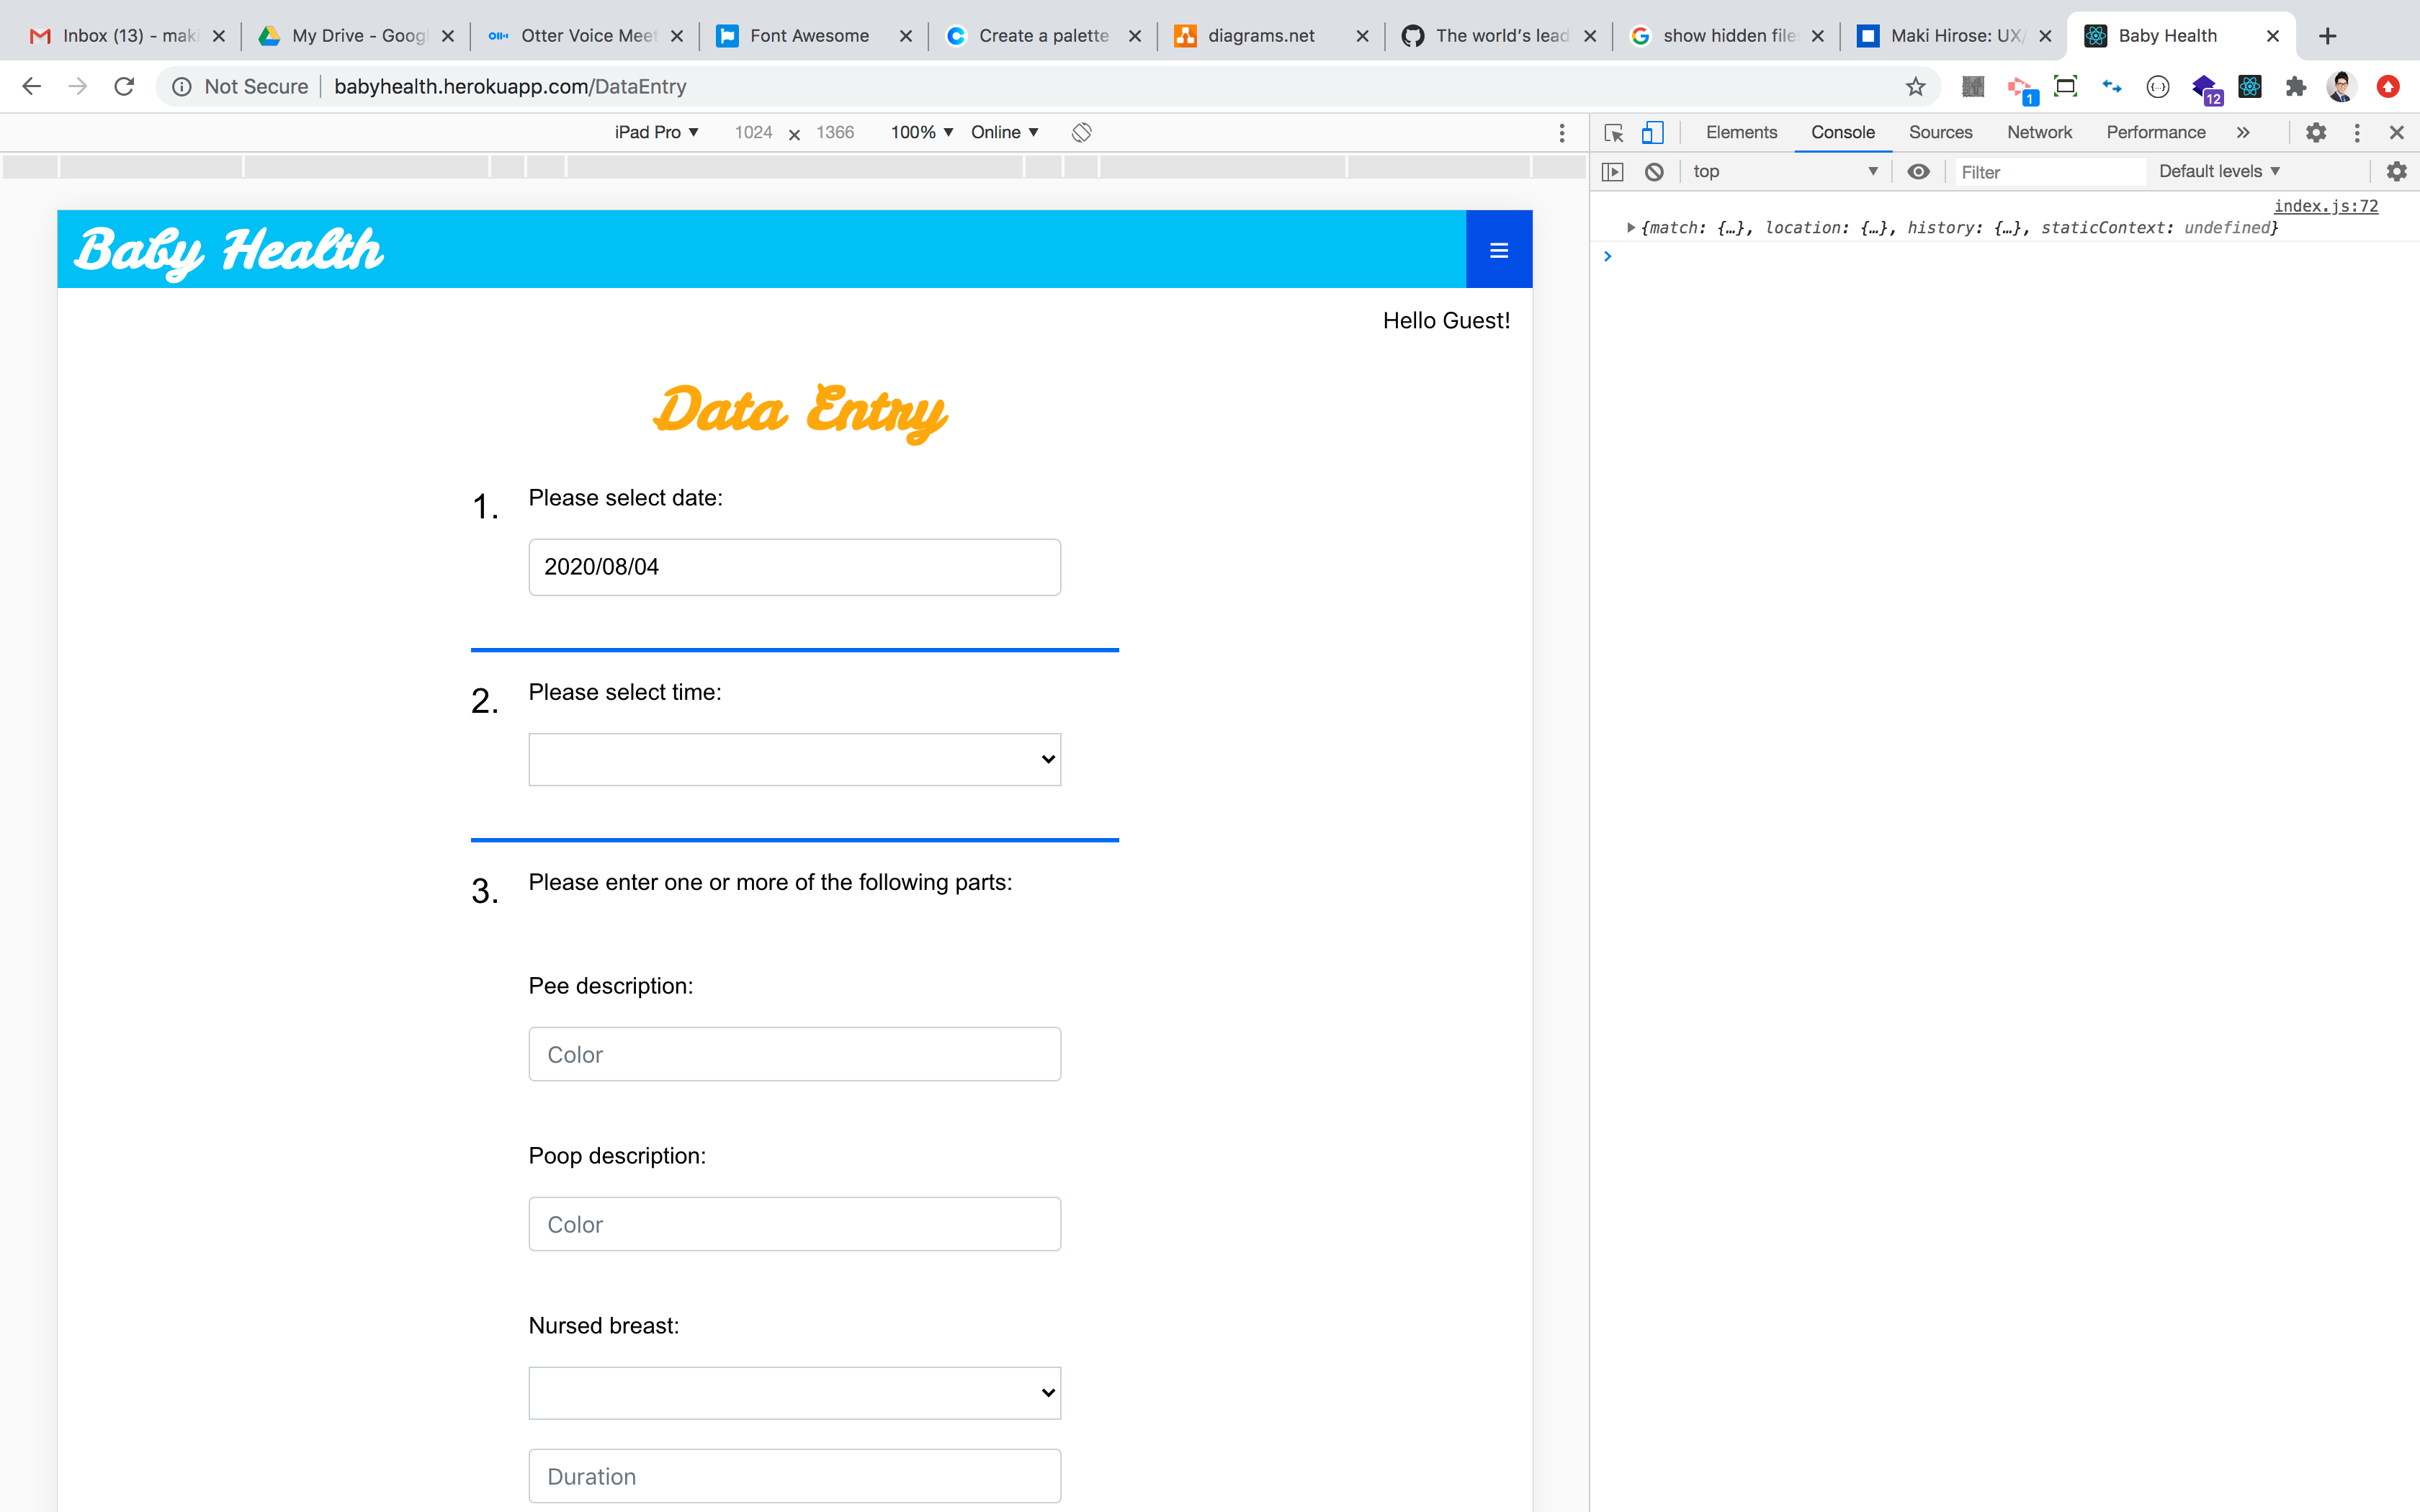 Inbox (13) - maki
My Drive - Googl
Otter Voice Meet
Font Awesome
Create a palette
diagrams.net
The world's lead
show hidden file
Maki Hirose: UX/
Baby Health
Not Secure
babyhealth.herokuapp.com/DataEntry
1
12
iPad Pro ▼ 1024 × 1366 100% ▼ Online ▼
Elements Console Sources Network Performance »
top ▼ Filter Default levels ▼
index.js:72
▶{match: {…}, location: {…}, history: {…}, staticContext: undefined}
Baby Health
Hello Guest!
Data Entry
1. Please select date:
2020/08/04
2. Please select time:
3. Please enter one or more of the following parts:
Pee description:
Color
Poop description:
Color
Nursed breast:
Duration